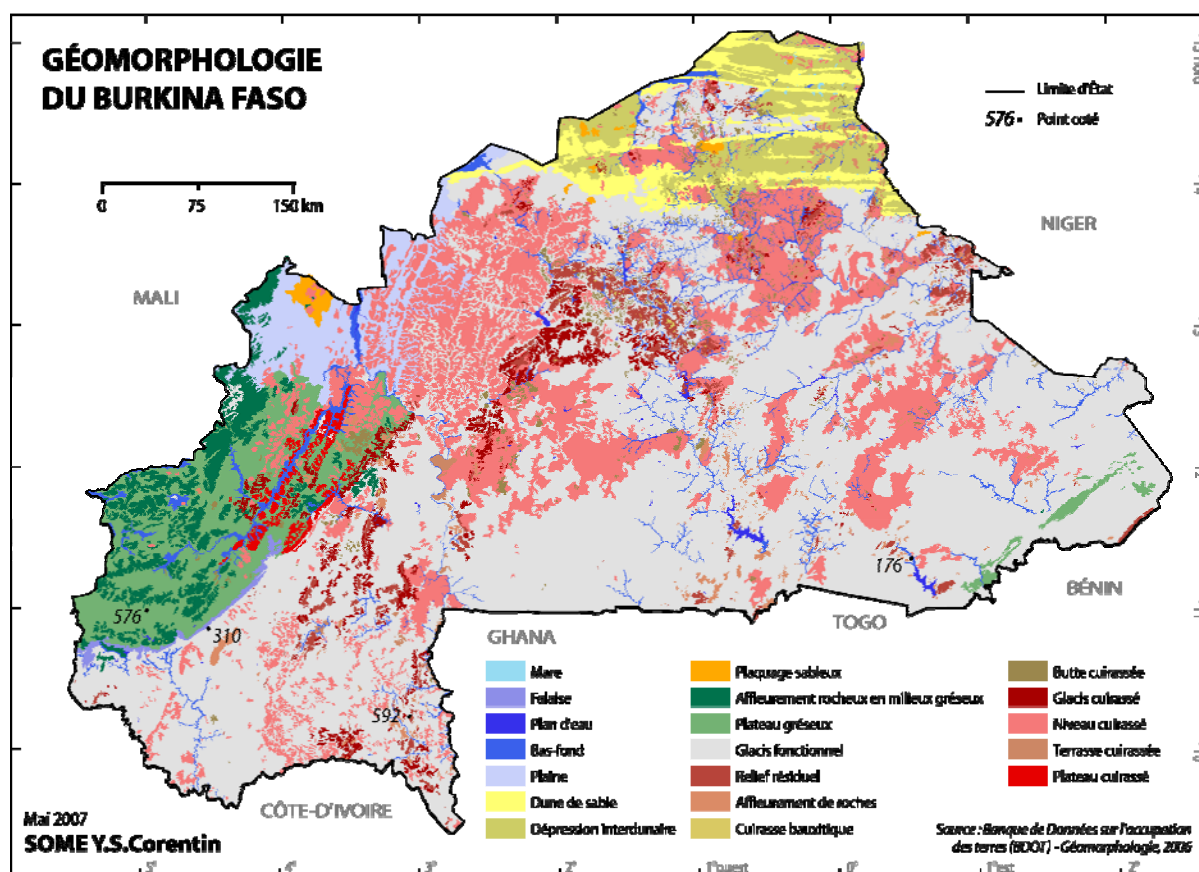 GÉOMORPHOLOGIE
DU BURKINA FASO
Limite d'État
576 Point coté
0 75 150 km
NIGER
MALI
176
BÉNIN
576
310
TOGO
GHANA
592
CÔTE-D'IVOIRE
Mare
Falaise
Plan d'eau
Bas-fond
Plaine
Dune de sable
Dépression interdunaire
Plaquage sableux
Affleurement rocheux en milieux gréseux
Plateau gréseux
Glacis fonctionnel
Relief résiduel
Affleurement de roches
Cuirasse bauxitique
Butte cuirassée
Glacis cuirassé
Niveau cuirassé
Terrasse cuirassée
Plateau cuirassé
Mai 2007
SOME Y.S.Corentin
Source : Banque de Données sur l'occupation
des terres (BDOT) - Géomorphologie, 2006
5° 4° 3° 2° 1°ouest 0° 1°est 2°